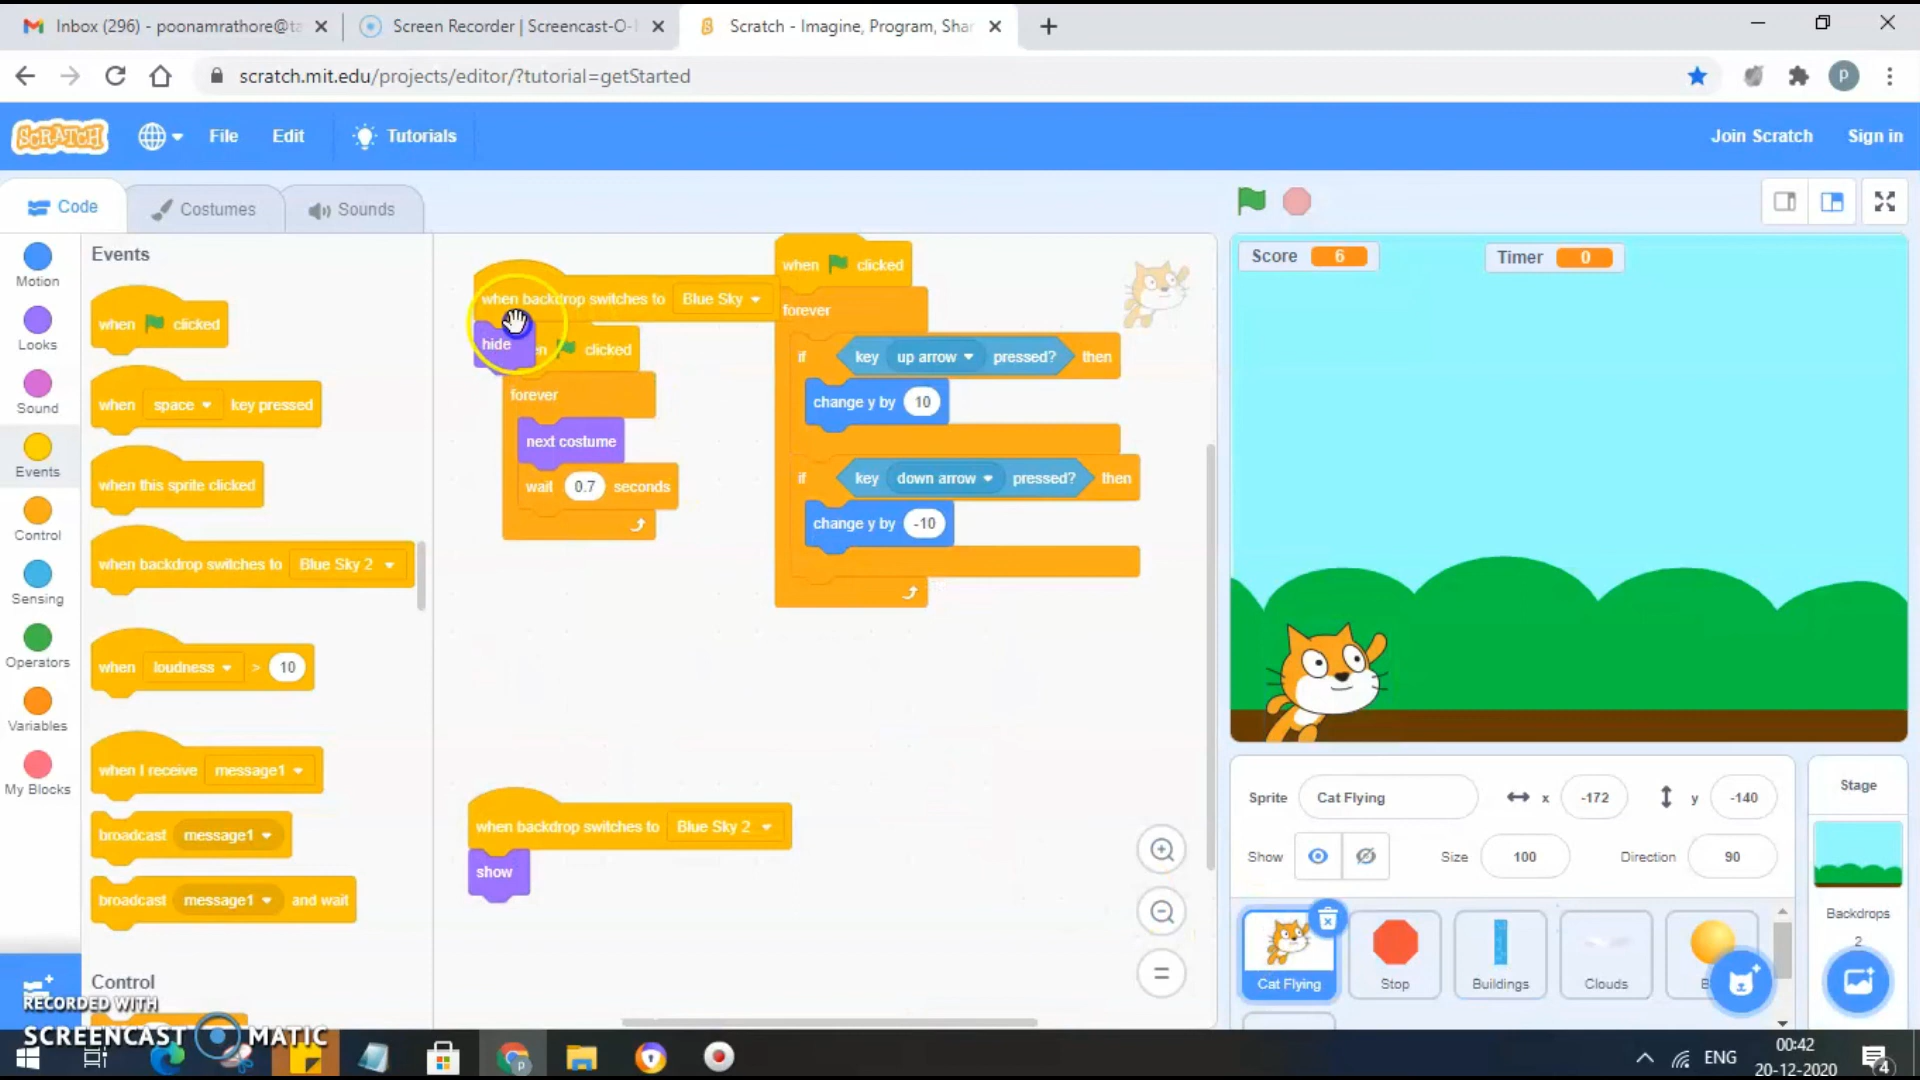 Inbox (296) - poonamrathore@ta
Screen Recorder | Screencast-O-
Scratch - Imagine, Program, Shar
scratch.mit.edu/projects/editor/?tutorial=getStarted
P
SCRATCH
File
Edit
Tutorials
Join Scratch
Sign in
Code
Costumes
Sounds
Motion
Looks
Sound
Events
Control
Sensing
Operators
Variables
My Blocks
Events
when clicked
when space key pressed
when this sprite clicked
when backdrop switches to Blue Sky 2
when loudness > 10
when I receive message1
broadcast message1
broadcast message1 and wait
Control
when backdrop switches to Blue Sky
hide
clicked
forever
next costume
wait 0.7 seconds
when clicked
forever
if key up arrow pressed? then
change y by 10
if key down arrow pressed? then
change y by -10
when backdrop switches to Blue Sky 2
show
Score 6
Timer 0
Sprite Cat Flying x -172 y -140
Show Size 100 Direction 90
Cat Flying
Stop
Buildings
Clouds
Stage
Backdrops
2
RECORDED WITH
SCREENCAST MATIC
ENG
00:42
20-12-2020
4